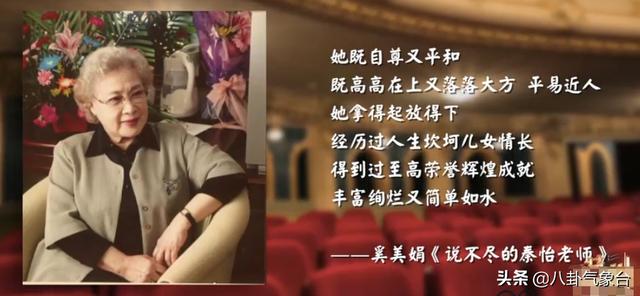 她既自尊又平和
既高高在上又落落大方 平易近人
她拿得起放得下
经历过人生坎坷儿女情长
得到过至高荣誉辉煌成就
丰富绚烂又简单如水
——奚美娟《说不尽的秦怡老师》
头条 @八卦气象台